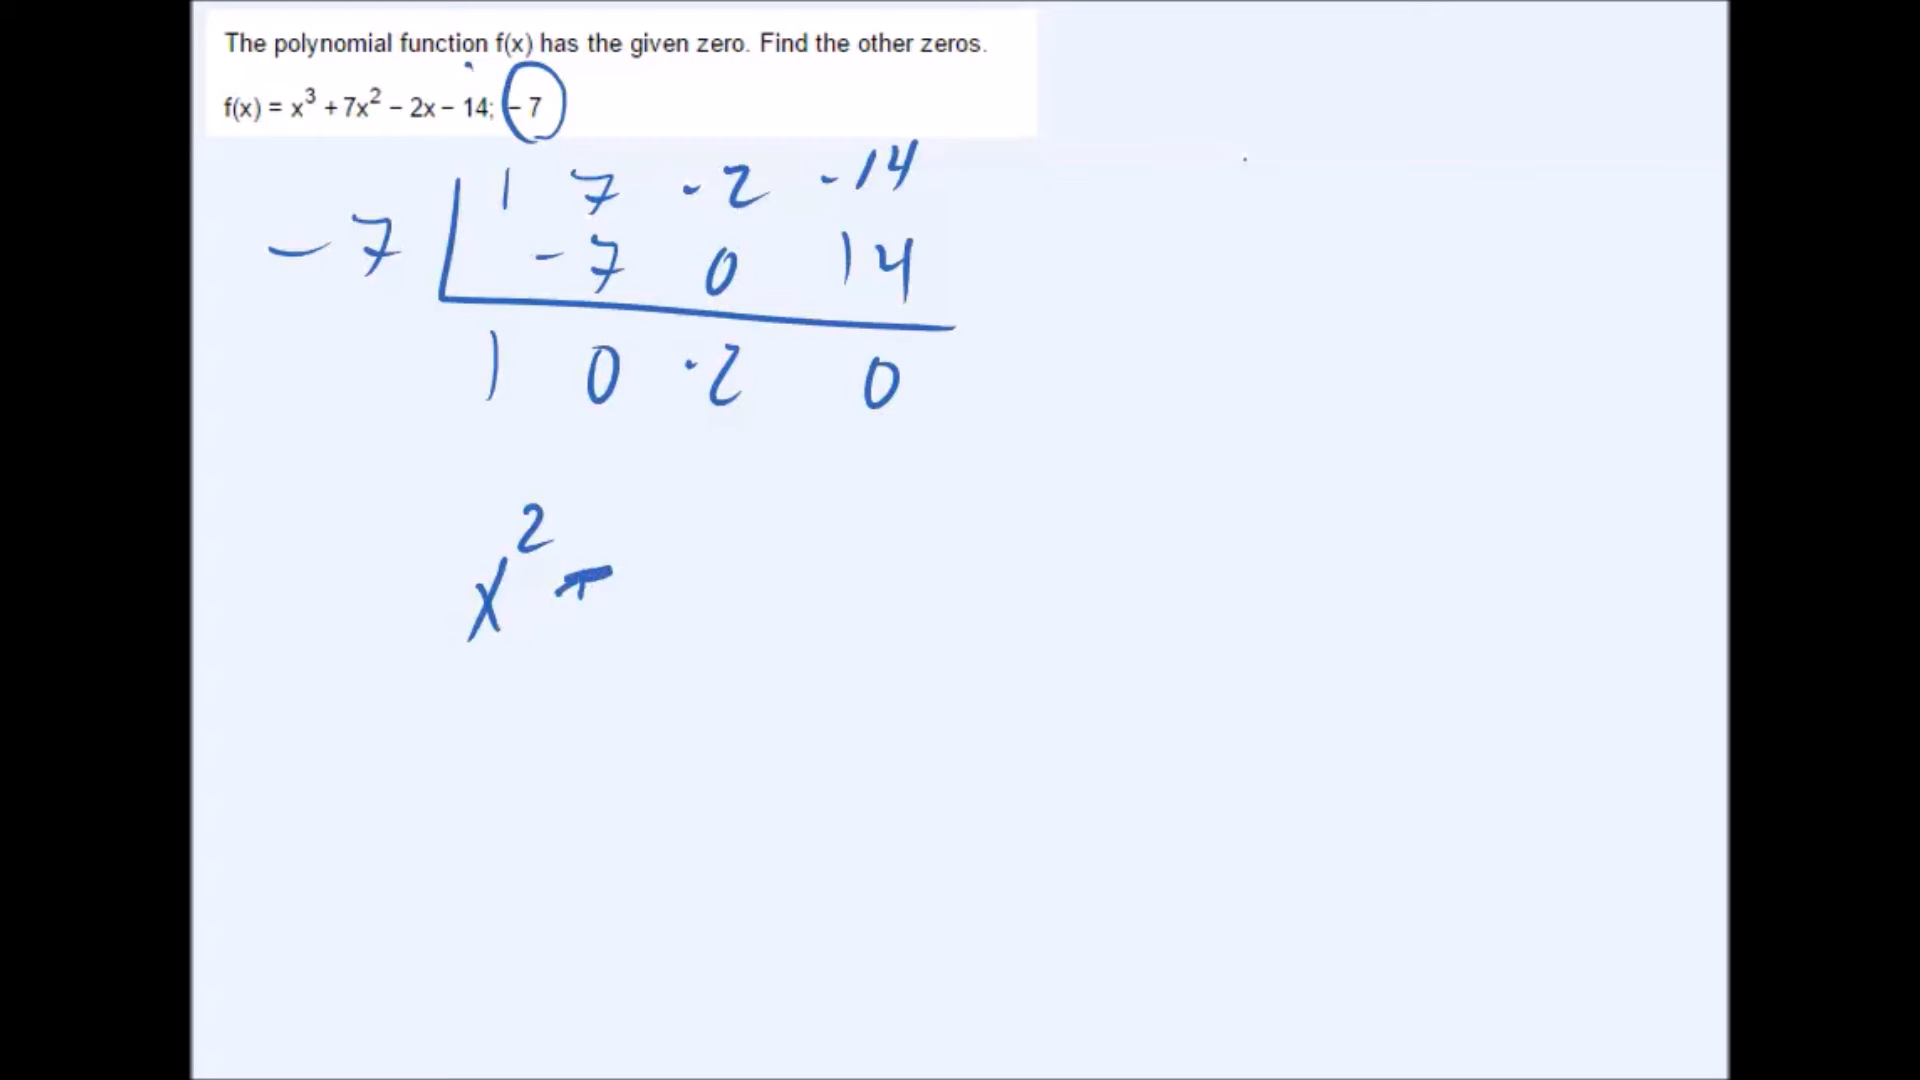 The polynomial function f(x) has the given zero. Find the other zeros.
f(x) = x³ + 7x² − 2x − 14; − 7
1 7 -2 -14
-7 -7 0 14
1 0 -2 0
x² -